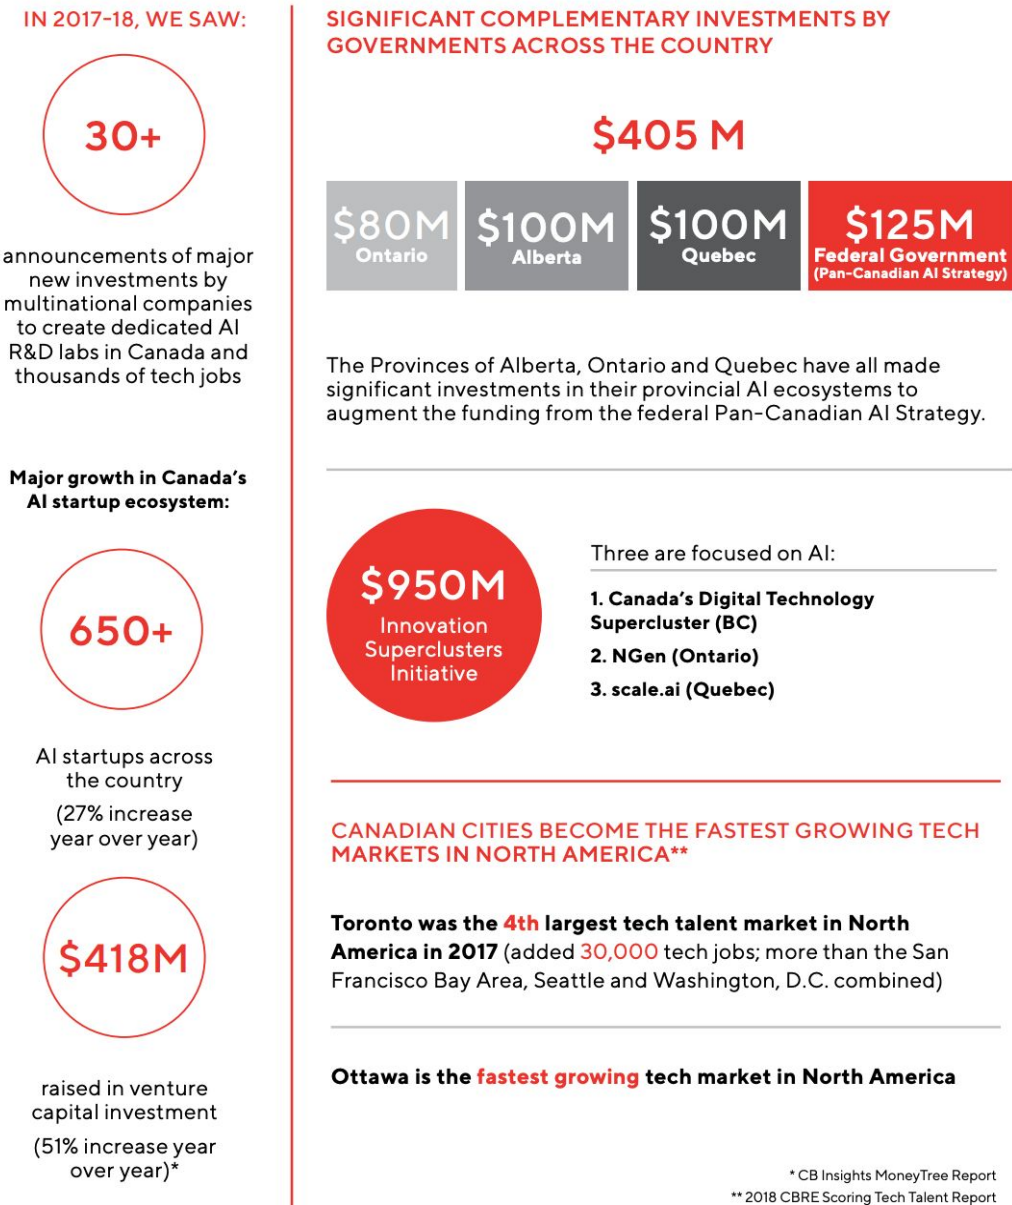 IN 2017-18, WE SAW:
30+
announcements of major
new investments by
multinational companies
to create dedicated AI
R&D labs in Canada and
thousands of tech jobs
Major growth in Canada's
AI startup ecosystem:
650+
AI startups across
the country
(27% increase
year over year)
$418M
raised in venture
capital investment
(51% increase year
over year)*
SIGNIFICANT COMPLEMENTARY INVESTMENTS BY
GOVERNMENTS ACROSS THE COUNTRY
$405 M
$80M
Ontario
$100M
Alberta
$100M
Quebec
$125M
Federal Government
(Pan-Canadian AI Strategy)
The Provinces of Alberta, Ontario and Quebec have all made
significant investments in their provincial AI ecosystems to
augment the funding from the federal Pan-Canadian AI Strategy.
$950M
Innovation
Superclusters
Initiative
Three are focused on AI:
1. Canada's Digital Technology
Supercluster (BC)
2. NGen (Ontario)
3. scale.ai (Quebec)
CANADIAN CITIES BECOME THE FASTEST GROWING TECH
MARKETS IN NORTH AMERICA**
Toronto was the 4th largest tech talent market in North
America in 2017 (added 30,000 tech jobs; more than the San
Francisco Bay Area, Seattle and Washington, D.C. combined)
Ottawa is the fastest growing tech market in North America
* CB Insights MoneyTree Report
** 2018 CBRE Scoring Tech Talent Report